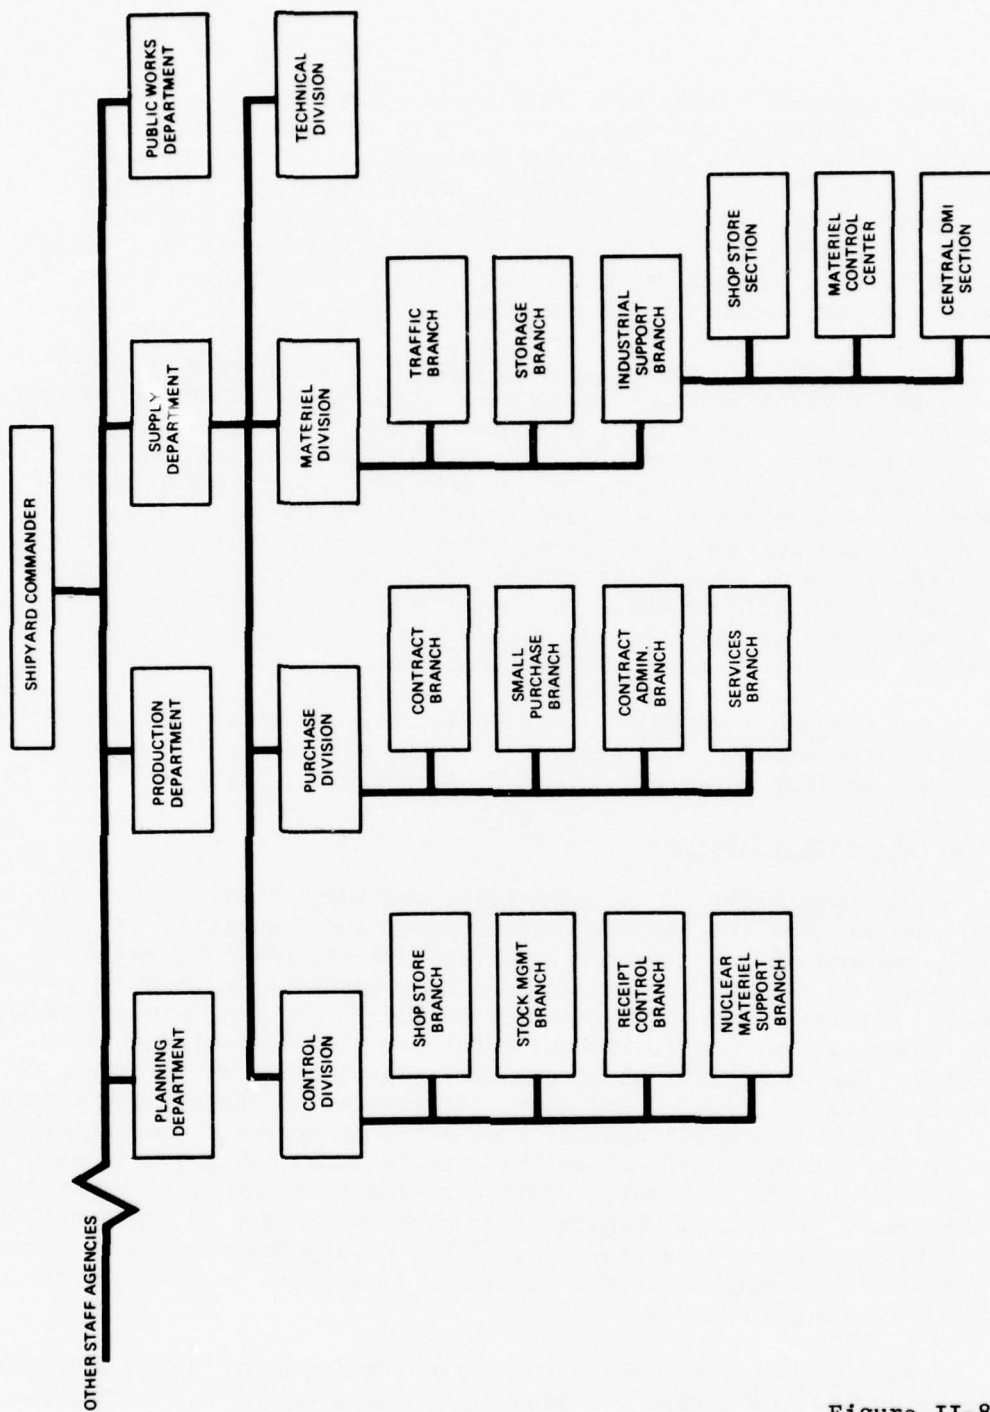 SHIPYARD COMMANDER
OTHER STAFF AGENCIES
PLANNING
DEPARTMENT
PRODUCTION
DEPARTMENT
SUPPLY
DEPARTMENT
PUBLIC WORKS
DEPARTMENT
CONTROL
DIVISION
PURCHASE
DIVISION
MATERIEL
DIVISION
TECHNICAL
DIVISION
SHOP STORE
BRANCH
STOCK MGMT
BRANCH
RECEIPT
CONTROL
BRANCH
NUCLEAR
MATERIEL
SUPPORT
BRANCH
CONTRACT
BRANCH
SMALL
PURCHASE
BRANCH
CONTRACT
ADMIN.
BRANCH
SERVICES
BRANCH
TRAFFIC
BRANCH
STORAGE
BRANCH
INDUSTRIAL
SUPPORT
BRANCH
SHOP STORE
SECTION
MATERIEL
CONTROL
CENTER
CENTRAL DMI
SECTION
Figure II-8